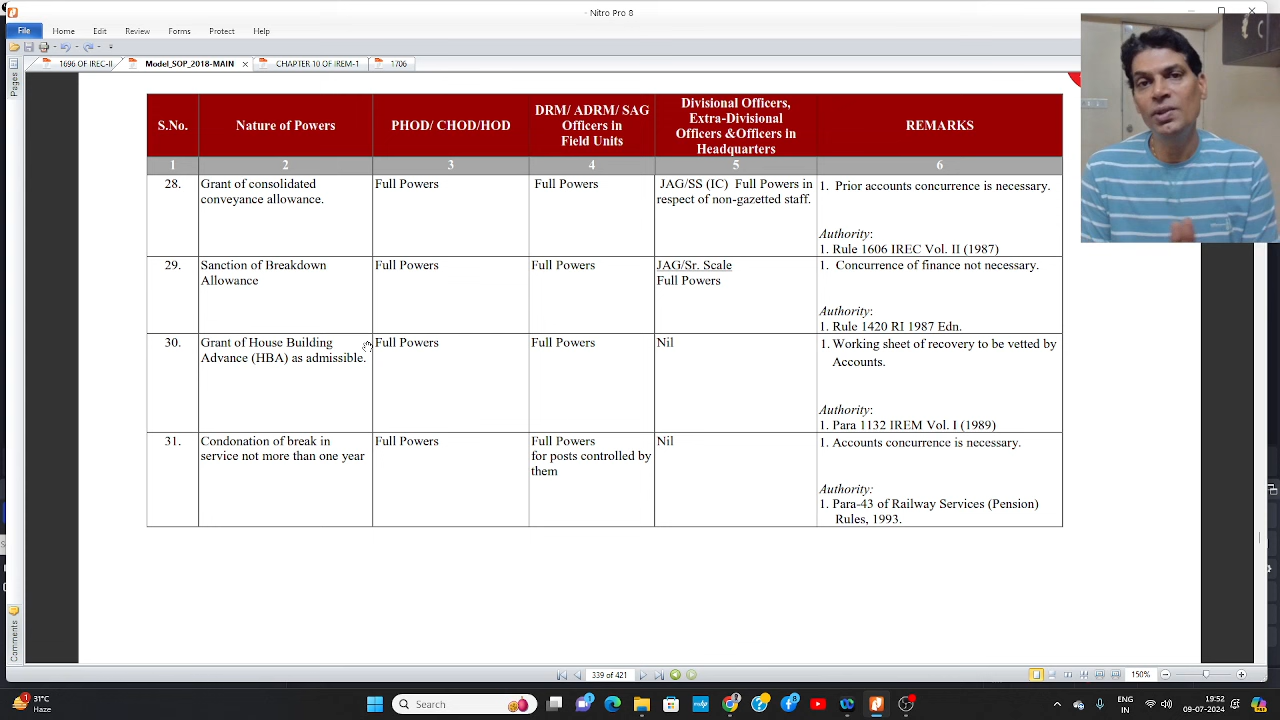 - Nitro Pro 8
File Home Edit Review Forms Protect Help
1696 OF IREC-II Model_SOP_2018-MAIN × CHAPTER 10 OF IREM-1 1706
Pages
S.No. Nature of Powers PHOD/ CHOD/HOD DRM/ ADRM/ SAG Officers in Field Units Divisional Officers, Extra-Divisional Officers &Officers in Headquarters REMARKS
1 2 3 4 5 6
28. Grant of consolidated conveyance allowance. Full Powers Full Powers JAG/SS (IC) Full Powers in respect of non-gazetted staff. 1. Prior accounts concurrence is necessary.
Authority:
1. Rule 1606 IREC Vol. II (1987)
29. Sanction of Breakdown Allowance Full Powers Full Powers JAG/Sr. Scale Full Powers 1. Concurrence of finance not necessary.
Authority:
1. Rule 1420 RI 1987 Edn.
30. Grant of House Building Advance (HBA) as admissible. Full Powers Full Powers Nil 1. Working sheet of recovery to be vetted by Accounts.
Authority:
1. Para 1132 IREM Vol. I (1989)
31. Condonation of break in service not more than one year Full Powers Full Powers for posts controlled by them Nil 1. Accounts concurrence is necessary.
Authority:
1. Para-43 of Railway Services (Pension) Rules, 1993.
Comments
339 of 421
150%
31°C
Haze
Search
ENG
IN
19:52
09-07-2024